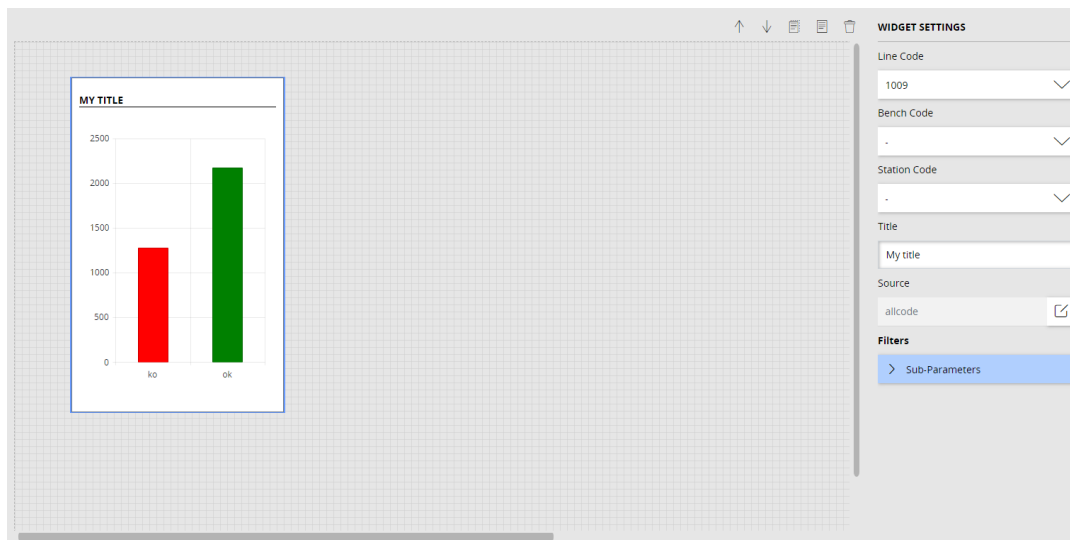 WIDGET SETTINGS
Line Code
1009
Bench Code
-
Station Code
-
Title
My title
Source
allcode
Filters
Sub-Parameters
MY TITLE
2500
2000
1500
1000
500
0
ko
ok